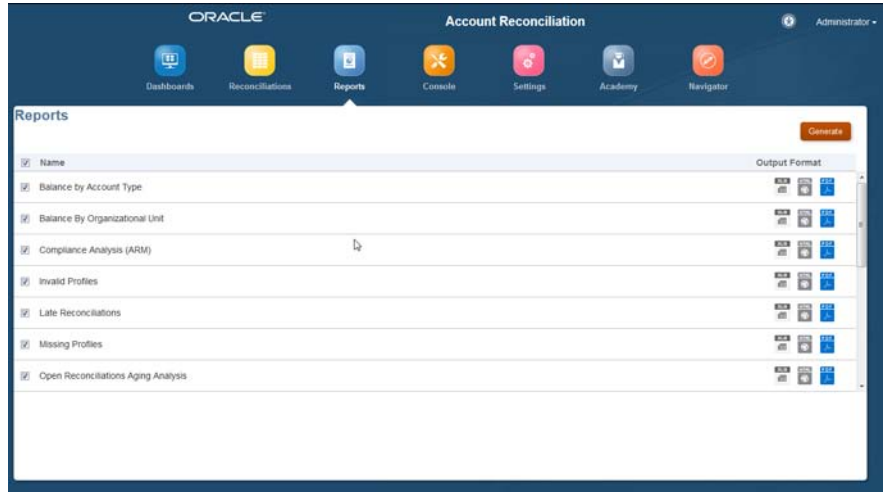 ORACLE Account Reconciliation Administrator
Dashboards Reconciliations Reports Console Settings Academy Navigator
Reports
Generate
Name Output Format
Balance by Account Type
Balance By Organizational Unit
Compliance Analysis (ARM)
Invalid Profiles
Late Reconciliations
Missing Profiles
Open Reconciliations Aging Analysis